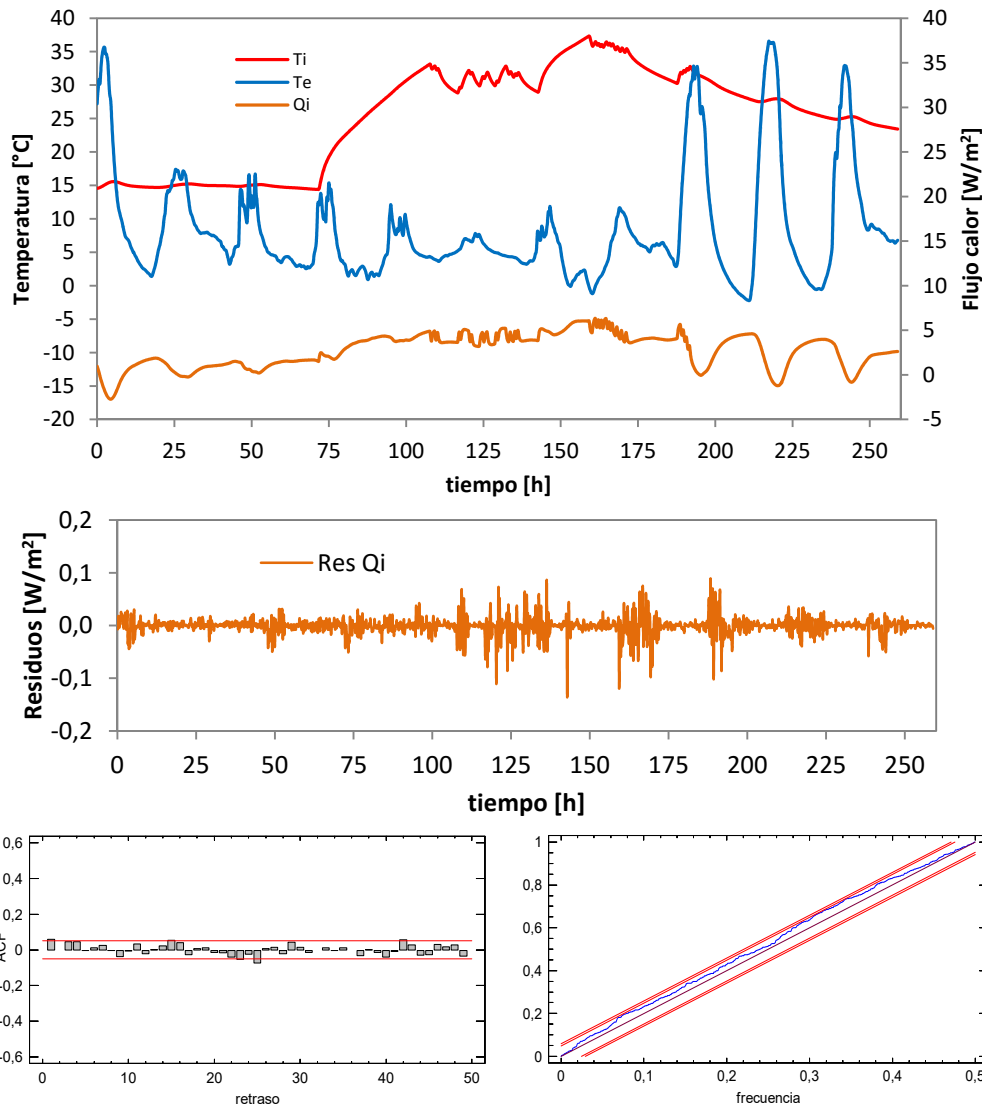 40
35
30
25
20
15
10
5
0
-5
-10
-15
-20
Temperatura [°C]
Ti
Te
Qi
40
30
20
10
0
-5
Flujo calor [W/m²]
0 25 50 75 100 125 150 175 200 225 250
tiempo [h]
0,2
0,1
0,0
-0,1
-0,2
Residuos [W/m²]
Res Qi
0 25 50 75 100 125 150 175 200 225 250
tiempo [h]
0,6
0,4
0,2
0
-0,2
-0,4
-0,6
ACF
0 10 20 30 40 50
retraso
1
0,8
0,6
0,4
0,2
0
0 0,1 0,2 0,3 0,4 0,5
frecuencia